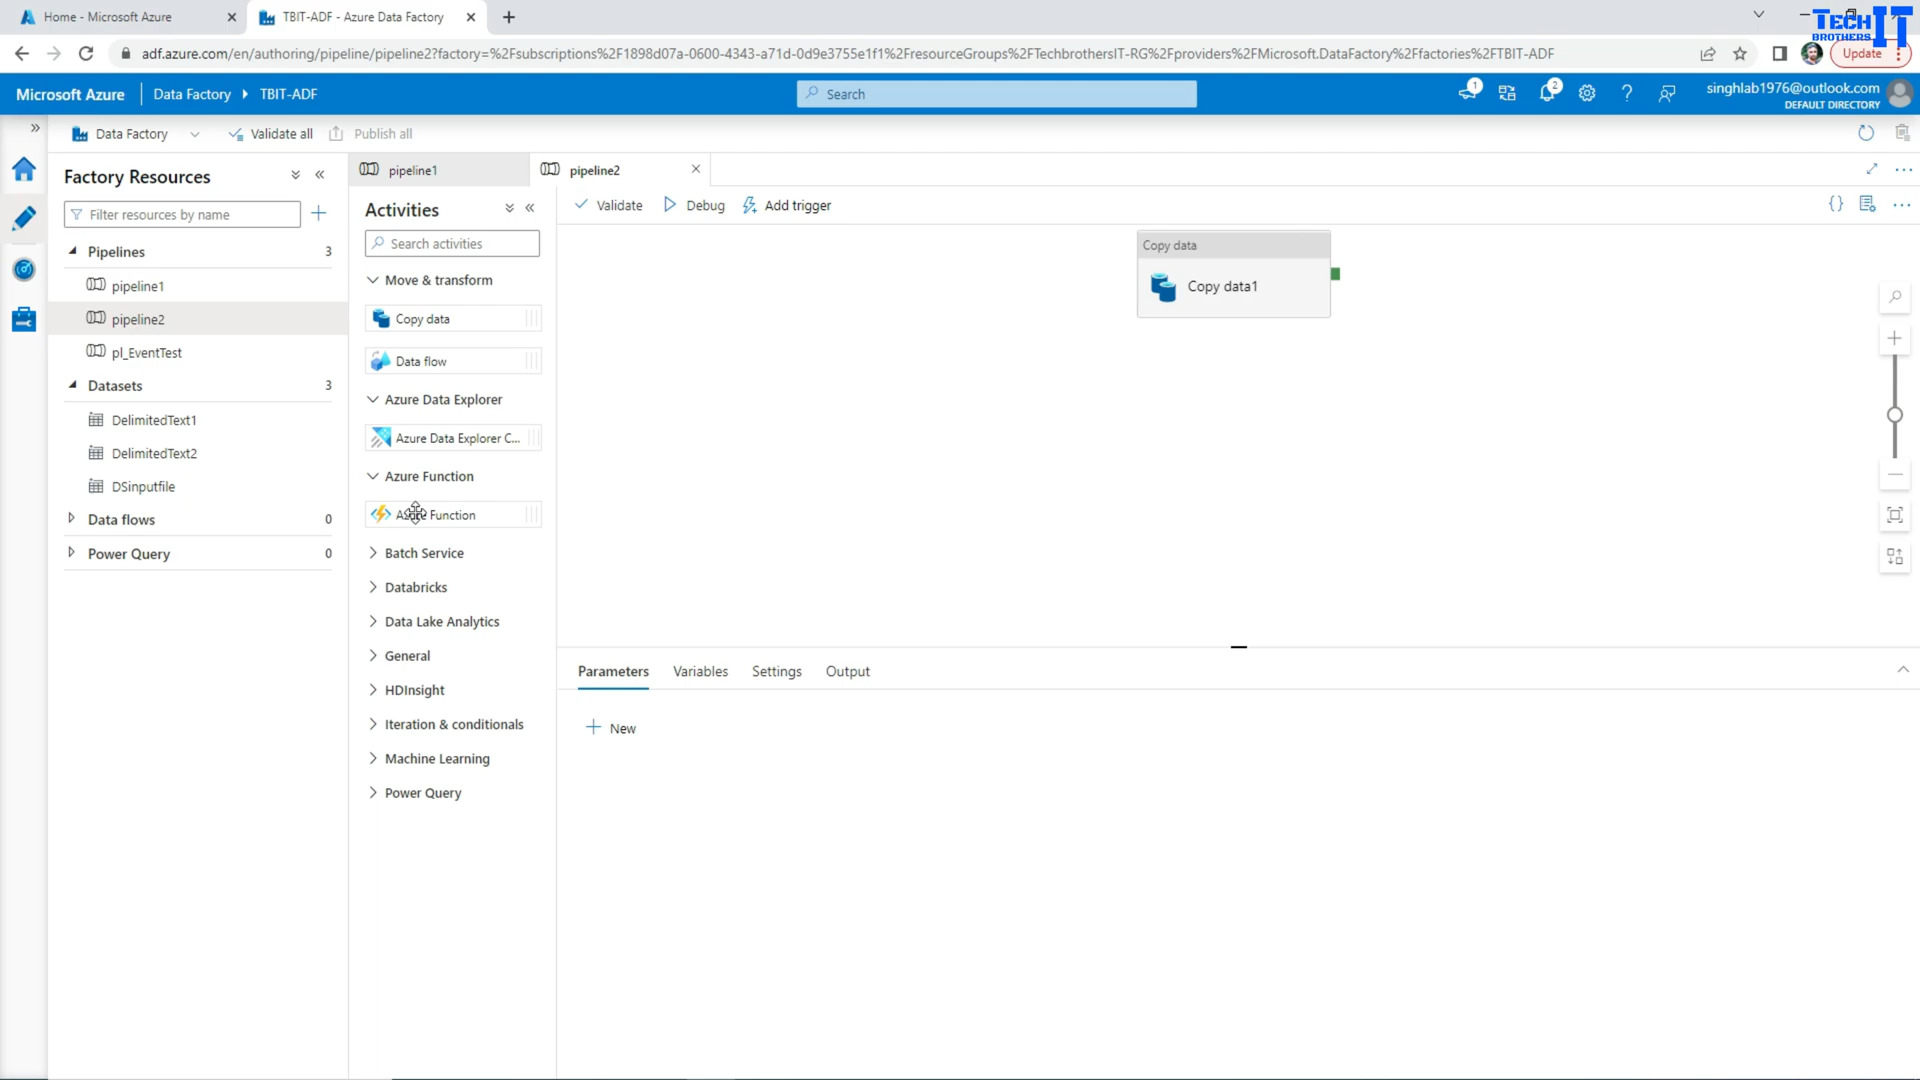 Home - Microsoft Azure
TBIT-ADF - Azure Data Factory
TECH IT
BROTHERS
adf.azure.com/en/authoring/pipeline/pipeline2?factory=%2Fsubscriptions%2F1898d07a-0600-4343-a71d-0d9e3755e1f1%2FresourceGroups%2FTechbrothersIT-RG%2Fproviders%2FMicrosoft.DataFactory%2Ffactories%2FTBIT-ADF
Update
Microsoft Azure
Data Factory
TBIT-ADF
Search
1
2
singhlab1976@outlook.com
DEFAULT DIRECTORY
Data Factory
Validate all
Publish all
Factory Resources
Filter resources by name
Pipelines 3
pipeline1
pipeline2
pl_EventTest
Datasets 3
DelimitedText1
DelimitedText2
DSinputfile
Data flows 0
Power Query 0
pipeline1
pipeline2
Activities
Search activities
Move & transform
Copy data
Data flow
Azure Data Explorer
Azure Data Explorer C...
Azure Function
Azure Function
Batch Service
Databricks
Data Lake Analytics
General
HDInsight
Iteration & conditionals
Machine Learning
Power Query
Validate
Debug
Add trigger
Copy data
Copy data1
Parameters
Variables
Settings
Output
New